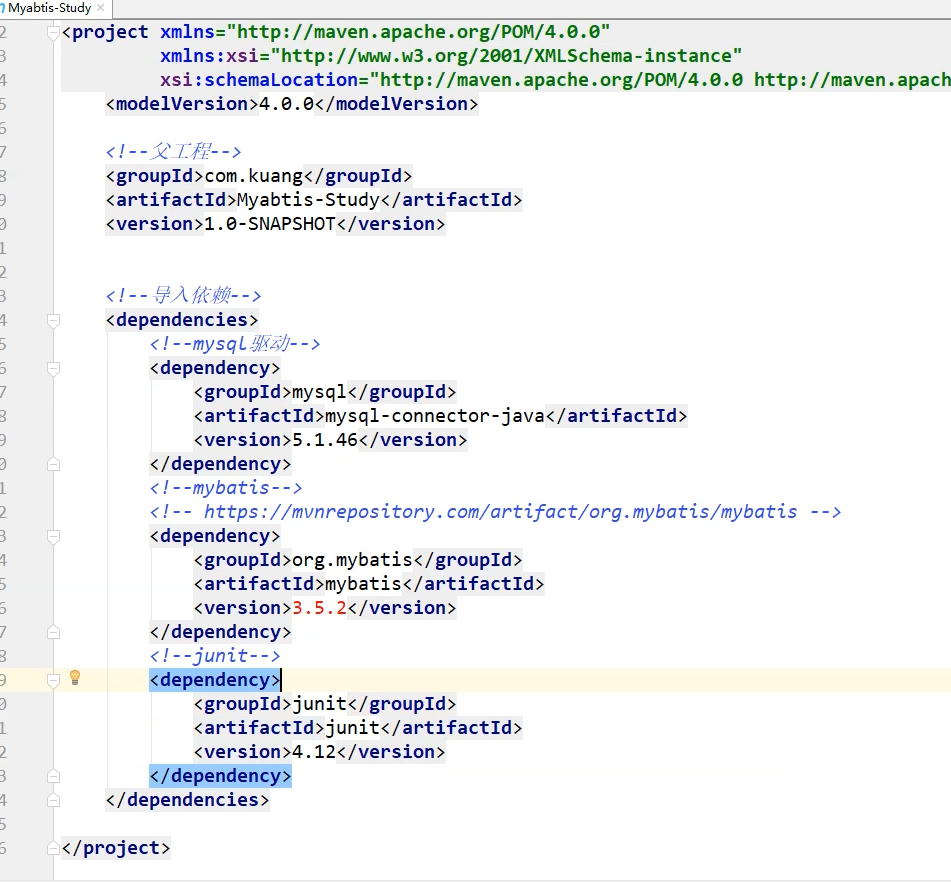 Myabtis-Study
2 <project xmlns="http://maven.apache.org/POM/4.0.0"
3 xmlns:xsi="http://www.w3.org/2001/XMLSchema-instance"
4 xsi:schemaLocation="http://maven.apache.org/POM/4.0.0 http://maven.apach
5 <modelVersion>4.0.0</modelVersion>
6
7 <!--父工程-->
8 <groupId>com.kuang</groupId>
9 <artifactId>Myabtis-Study</artifactId>
0 <version>1.0-SNAPSHOT</version>
1
2
3 <!--导入依赖-->
4 <dependencies>
5 <!--mysql驱动-->
6 <dependency>
7 <groupId>mysql</groupId>
8 <artifactId>mysql-connector-java</artifactId>
9 <version>5.1.46</version>
0 </dependency>
1 <!--mybatis-->
2 <!-- https://mvnrepository.com/artifact/org.mybatis/mybatis -->
3 <dependency>
4 <groupId>org.mybatis</groupId>
5 <artifactId>mybatis</artifactId>
6 <version>3.5.2</version>
7 </dependency>
8 <!--junit-->
9 <dependency>
0 <groupId>junit</groupId>
1 <artifactId>junit</artifactId>
2 <version>4.12</version>
3 </dependency>
4 </dependencies>
5
6 </project>